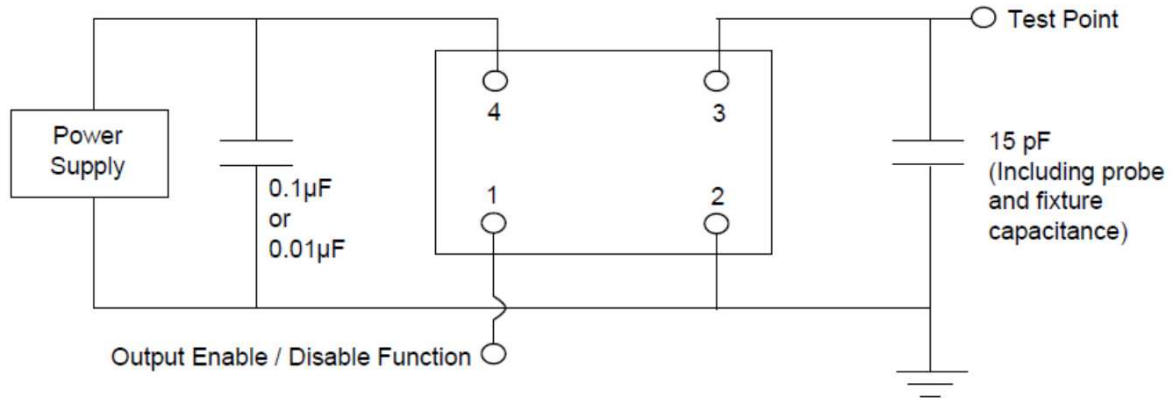 Test Point
4
3
Power
Supply
15 pF
(Including probe
and fixture
capacitance)
0.1µF
or
0.01µF
1
2
Output Enable / Disable Function